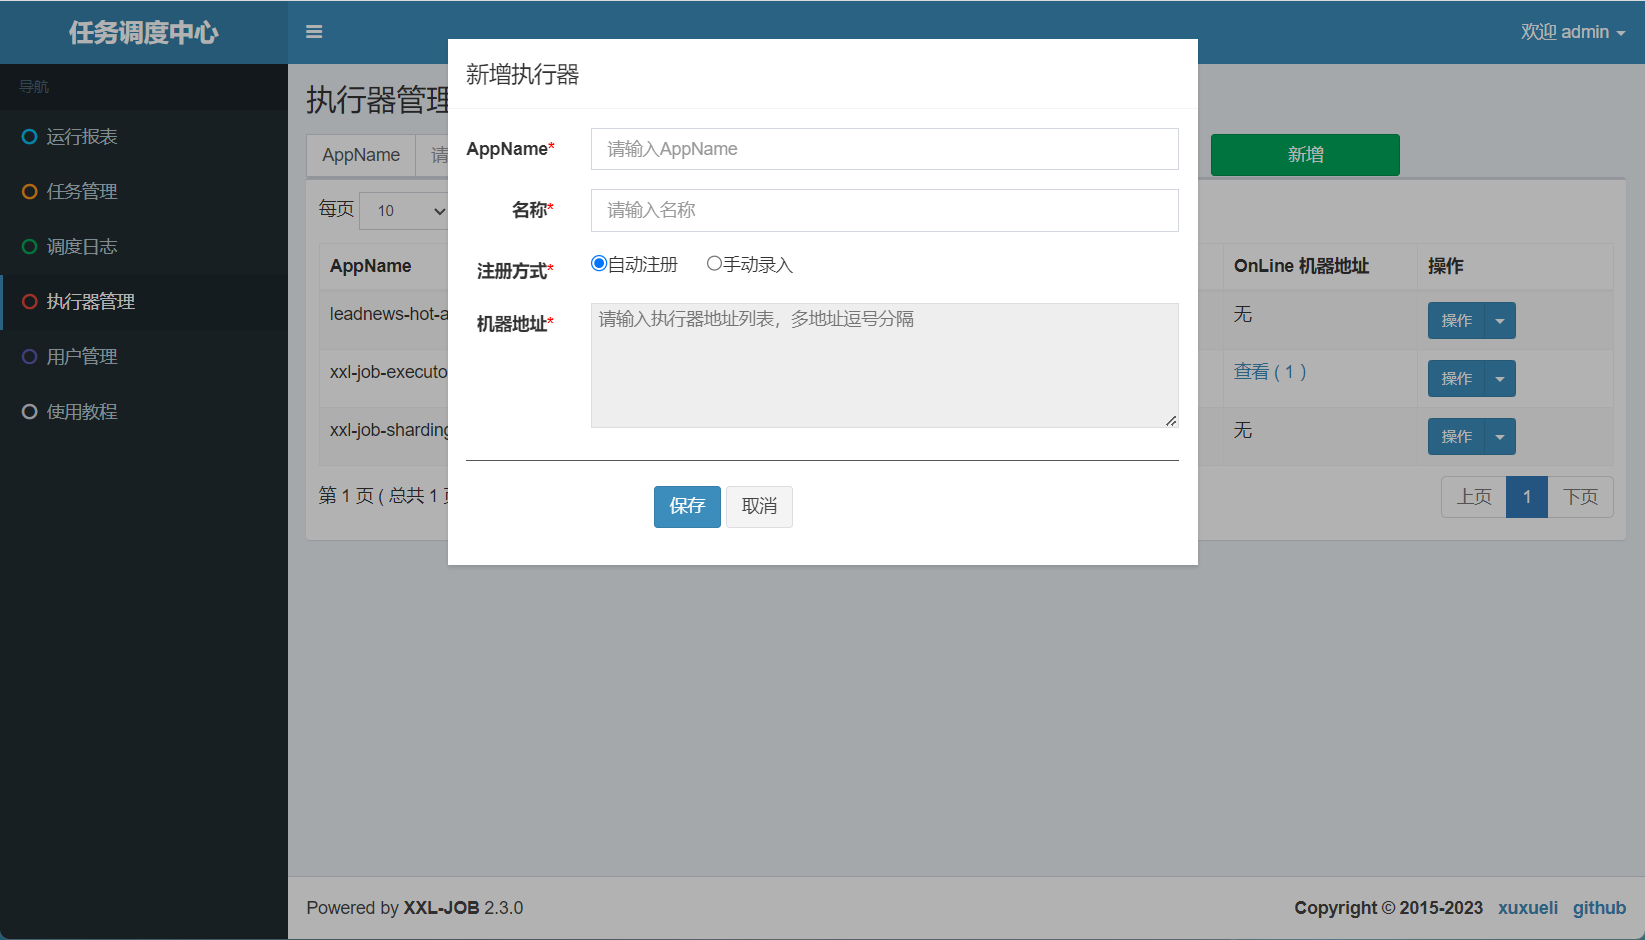 任务调度中心
欢迎 admin
导航
运行报表
任务管理
调度日志
执行器管理
用户管理
使用教程
执行器管理
AppName 请
新增
每页 10
AppName OnLine 机器地址 操作
leadnews-hot-a 无 操作
xxl-job-executo 查看 ( 1 ) 操作
xxl-job-sharding 无 操作
第 1 页 ( 总共 1 页
上页 1 下页
新增执行器
AppName* 请输入AppName
名称* 请输入名称
注册方式* 自动注册 手动录入
机器地址* 请输入执行器地址列表，多地址逗号分隔
保存 取消
Powered by XXL-JOB 2.3.0
Copyright © 2015-2023 xuxueli github